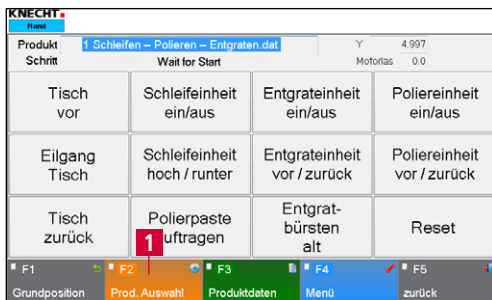 KNECHT
Hand
Produkt 1 Schleifen – Polieren – Entgraten.dat Y 4.997
Schritt Wait for Start Motorlas 0.0
Tisch vor
Schleifeinheit ein/aus
Entgrateinheit ein/aus
Poliereinheit ein/aus
Eilgang Tisch
Schleifeinheit hoch / runter
Entgrateinheit vor / zurück
Poliereinheit vor / zurück
Tisch zurück
Polierpaste uftragen
Entgrat-
bürsten
alt
Reset
1
F1 F2 F3 F4 F5
Grundposition Prod. Auswahl Produktdaten Menü zurück